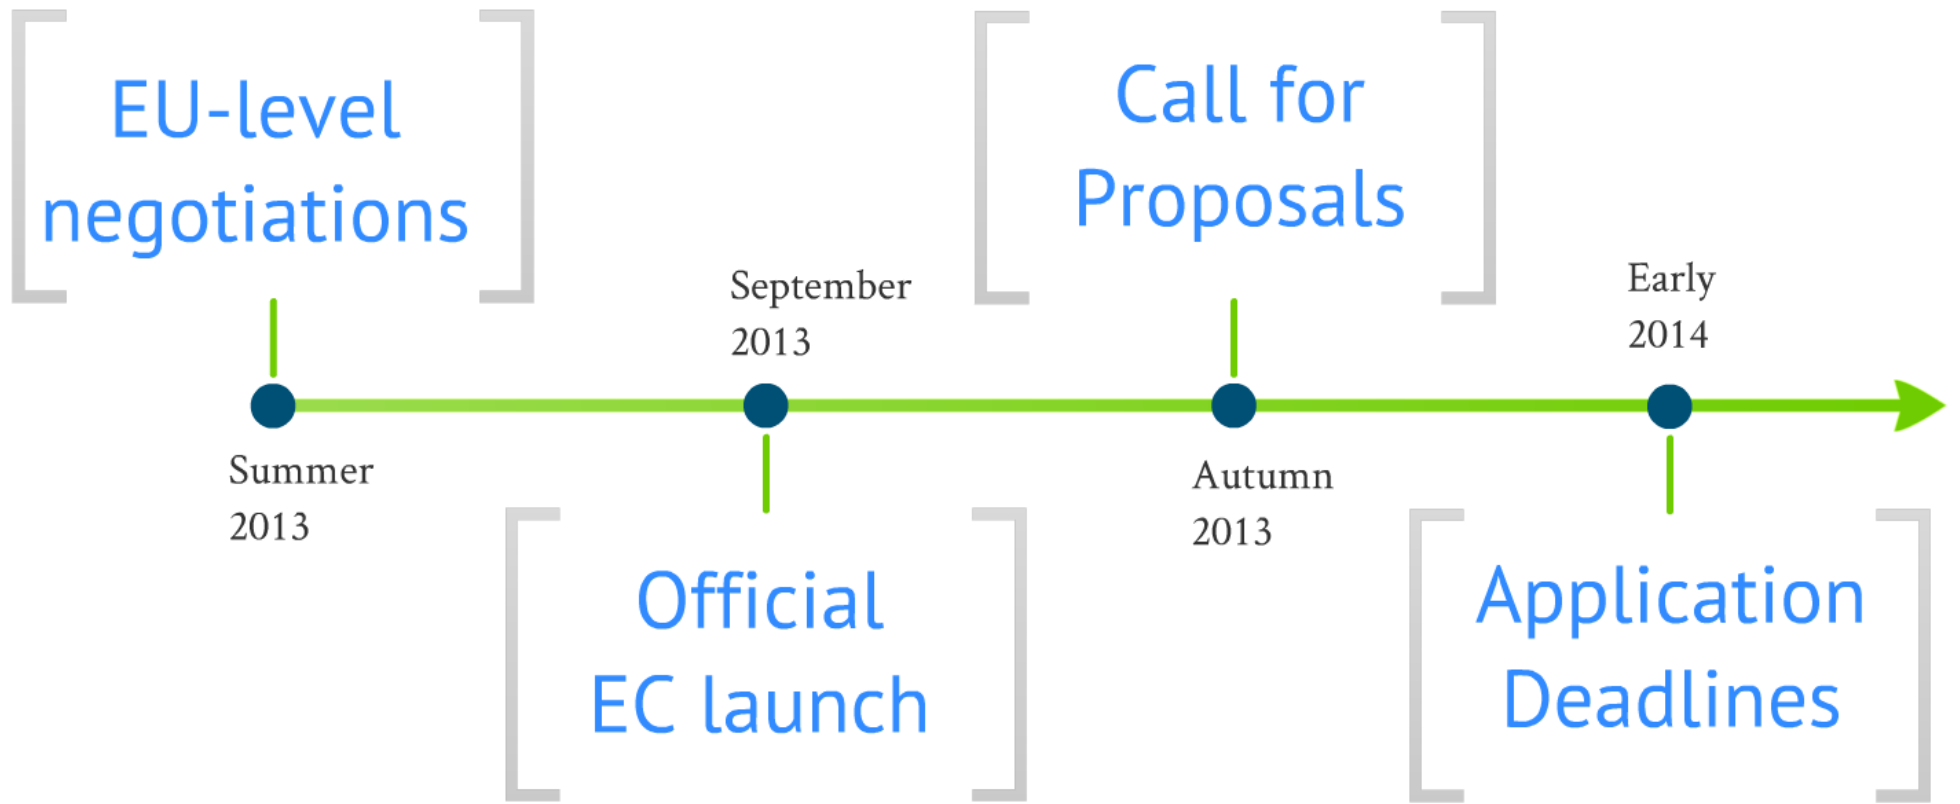 EU-level
negotiations
Summer
2013
September
2013
Official
EC launch
Call for
Proposals
Autumn
2013
Early
2014
Application
Deadlines